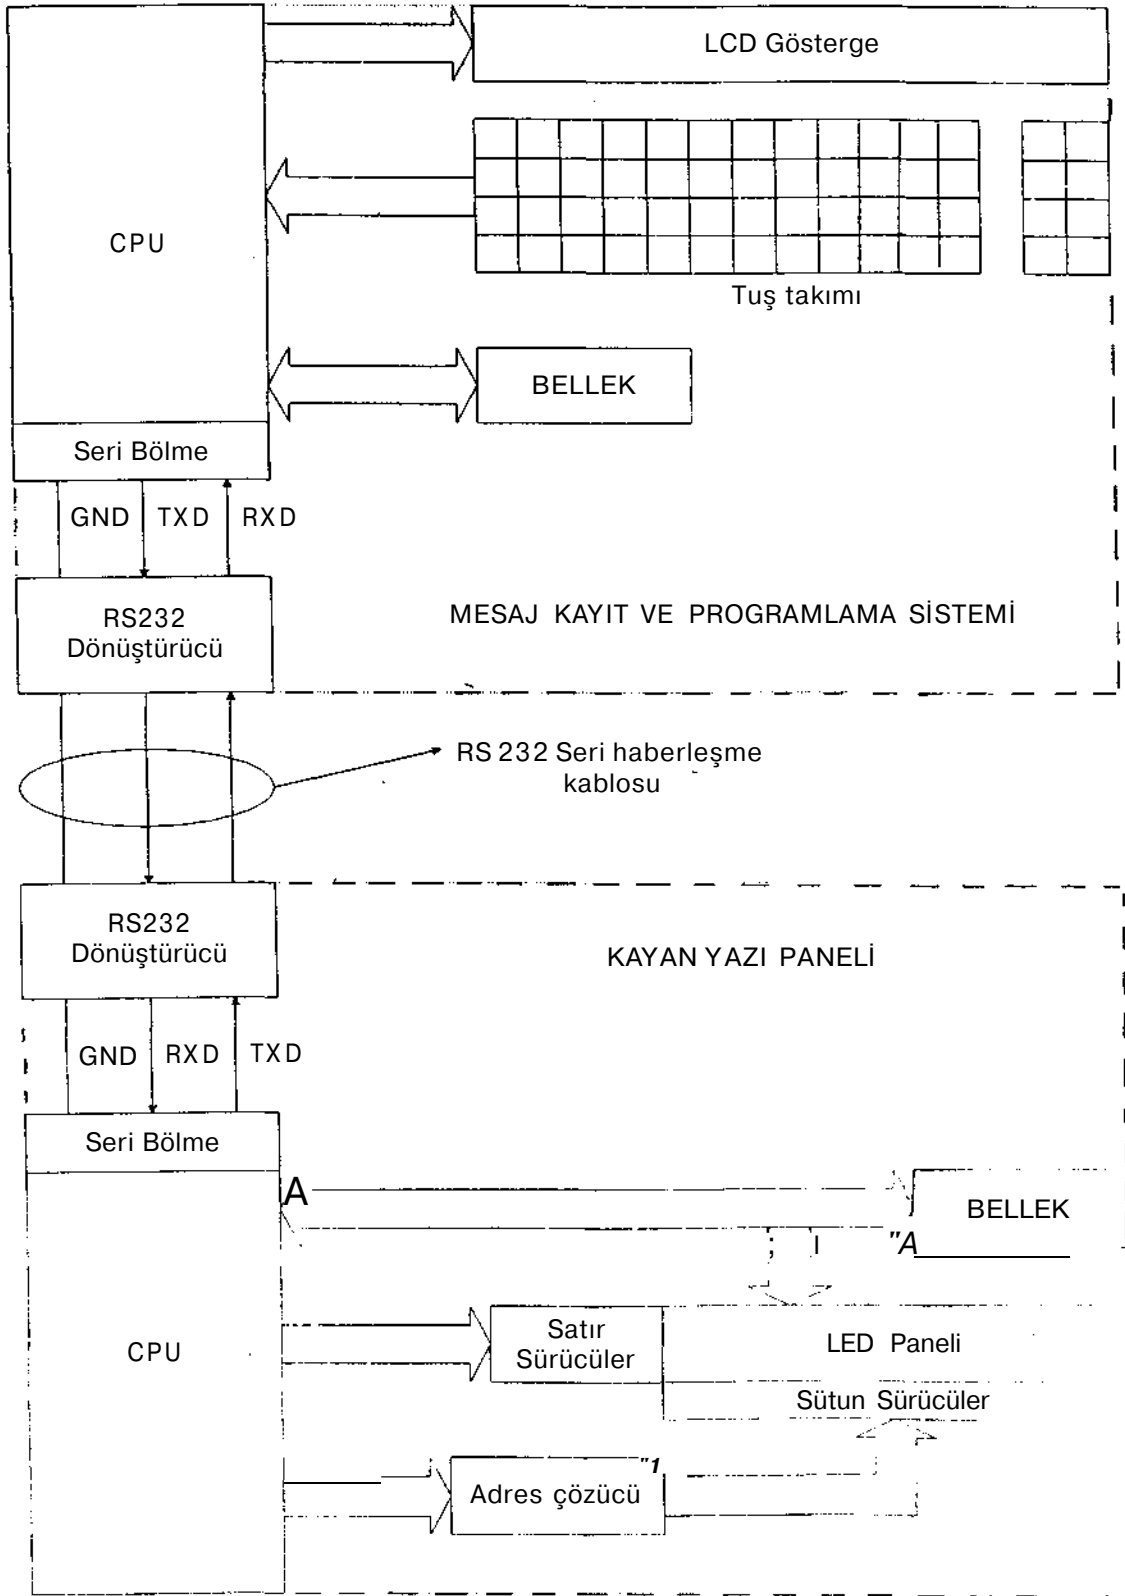 LCD Gösterge
CPU
Tuş takımı
BELLEK
Seri Bölme
GND TXD RXD
RS232
Dönüştürücü
MESAJ KAYIT VE PROGRAMLAMA SİSTEMİ
RS 232 Seri haberleşme
kablosu
RS232
Dönüştürücü
KAYAN YAZI PANELİ
GND RXD TXD
Seri Bölme
A
BELLEK
"A
CPU
Satır
Sürücüler
LED Paneli
Sütun Sürücüler
"1
Adres çözücü